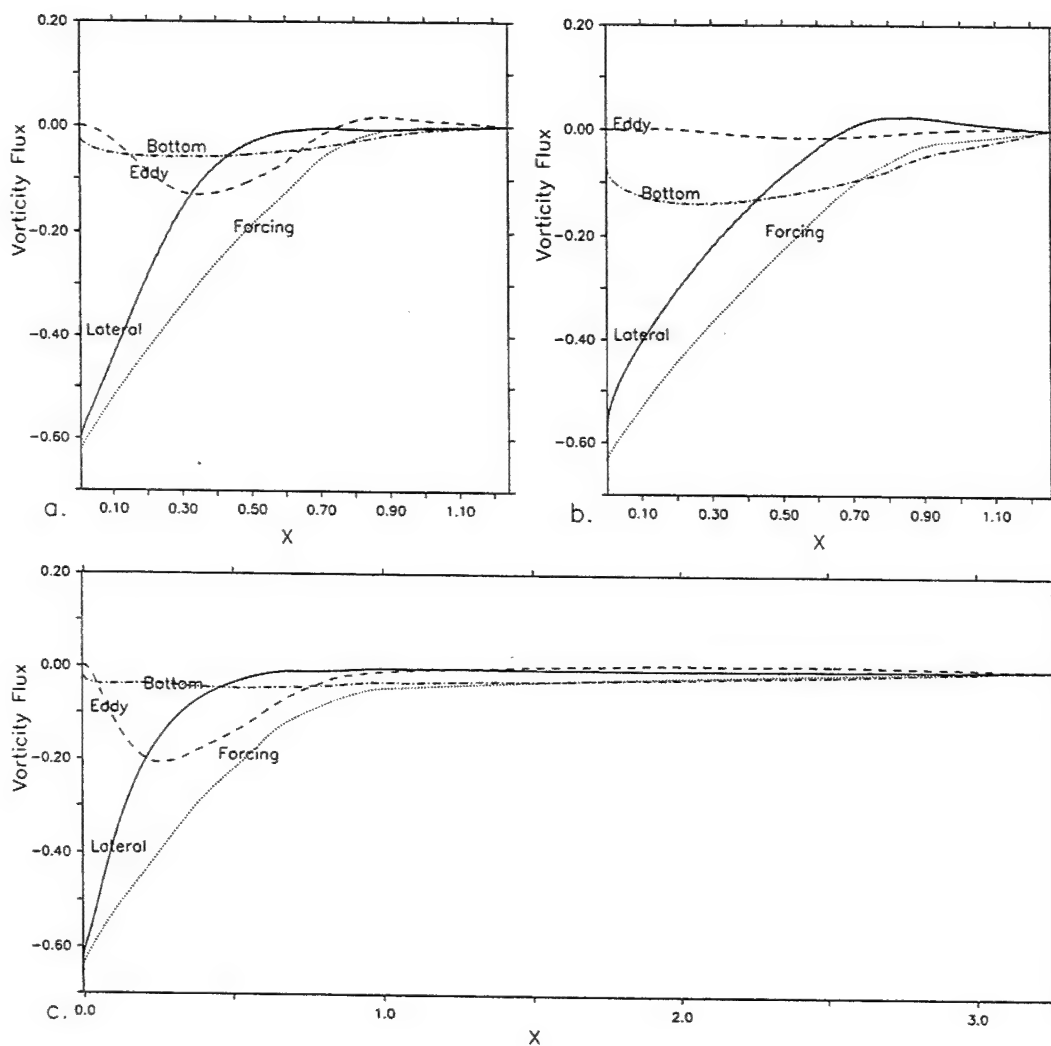 0.20
0.00
-0.20
-0.40
-0.60
Vorticity Flux
Bottom
Eddy
Forcing
Lateral
a.
0.10 0.30 0.50 0.70 0.90 1.10
X
0.20
0.00
-0.20
-0.40
-0.60
Vorticity Flux
Eddy
Bottom
Forcing
Lateral
b.
0.10 0.30 0.50 0.70 0.90 1.10
X
0.20
0.00
-0.20
-0.40
-0.60
Vorticity Flux
Bottom
Eddy
Forcing
Lateral
c.
0.0 1.0 2.0 3.0
X